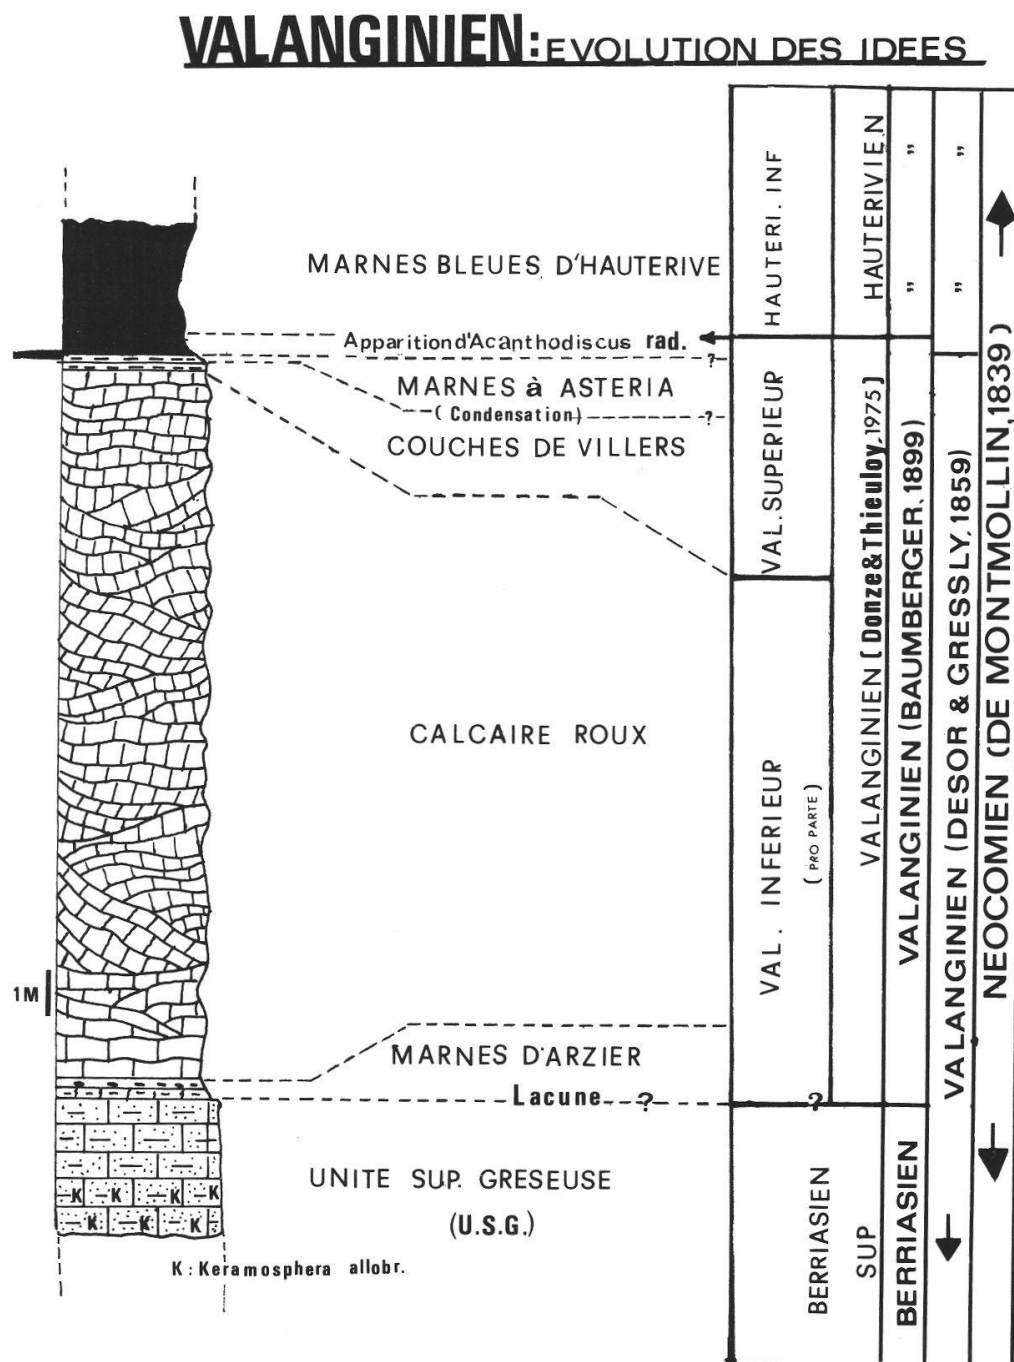 VALANGINIEN: EVOLUTION DES IDEES
MARNES BLEUES D'HAUTERIVE
Apparition d'Acanthodiscus rad.
?
MARNES à ASTERIA
(Condensation)
?
COUCHES DE VILLERS
CALCAIRE ROUX
1M
MARNES D'ARZIER
Lacune ?
?
UNITE SUP. GRESEUSE
(U.S.G.)
K K K K
K K K
K: Keramosphera allobr.
HAUTERI. INF
VAL. SUPERIEUR
VAL. INFERIEUR
(PRO PARTE)
BERRIASIEN
SUP
HAUTERIVIEN
VALANGINIEN (Donze & Thieuloy, 1975)
" "
VALANGINIEN (BAUMBERGER, 1899)
BERRIASIEN
" "
VALANGINIEN (DESOR & GRESSLY, 1859)
NEOCOMIEN (DE MONTMOLLIN, 1839)